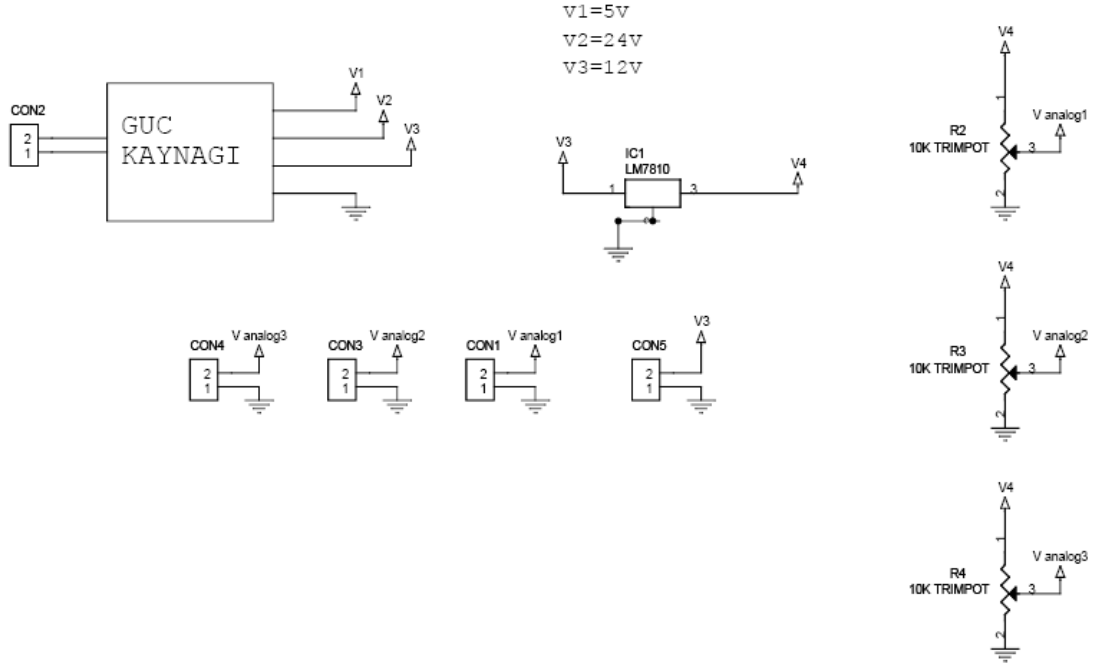 V1=5V
V2=24V
V3=12V
CON2
2
1
GUC
KAYNAGI
V1
V2
V3
V3
IC1
LM7810
1
3
V4
V4
1
R2
10K TRIMPOT
V analog1
3
2
CON4
V analog3
2
1
CON3
V analog2
2
1
CON1
V analog1
2
1
CON5
V3
2
1
V4
1
R3
10K TRIMPOT
V analog2
3
2
V4
1
R4
10K TRIMPOT
V analog3
3
2